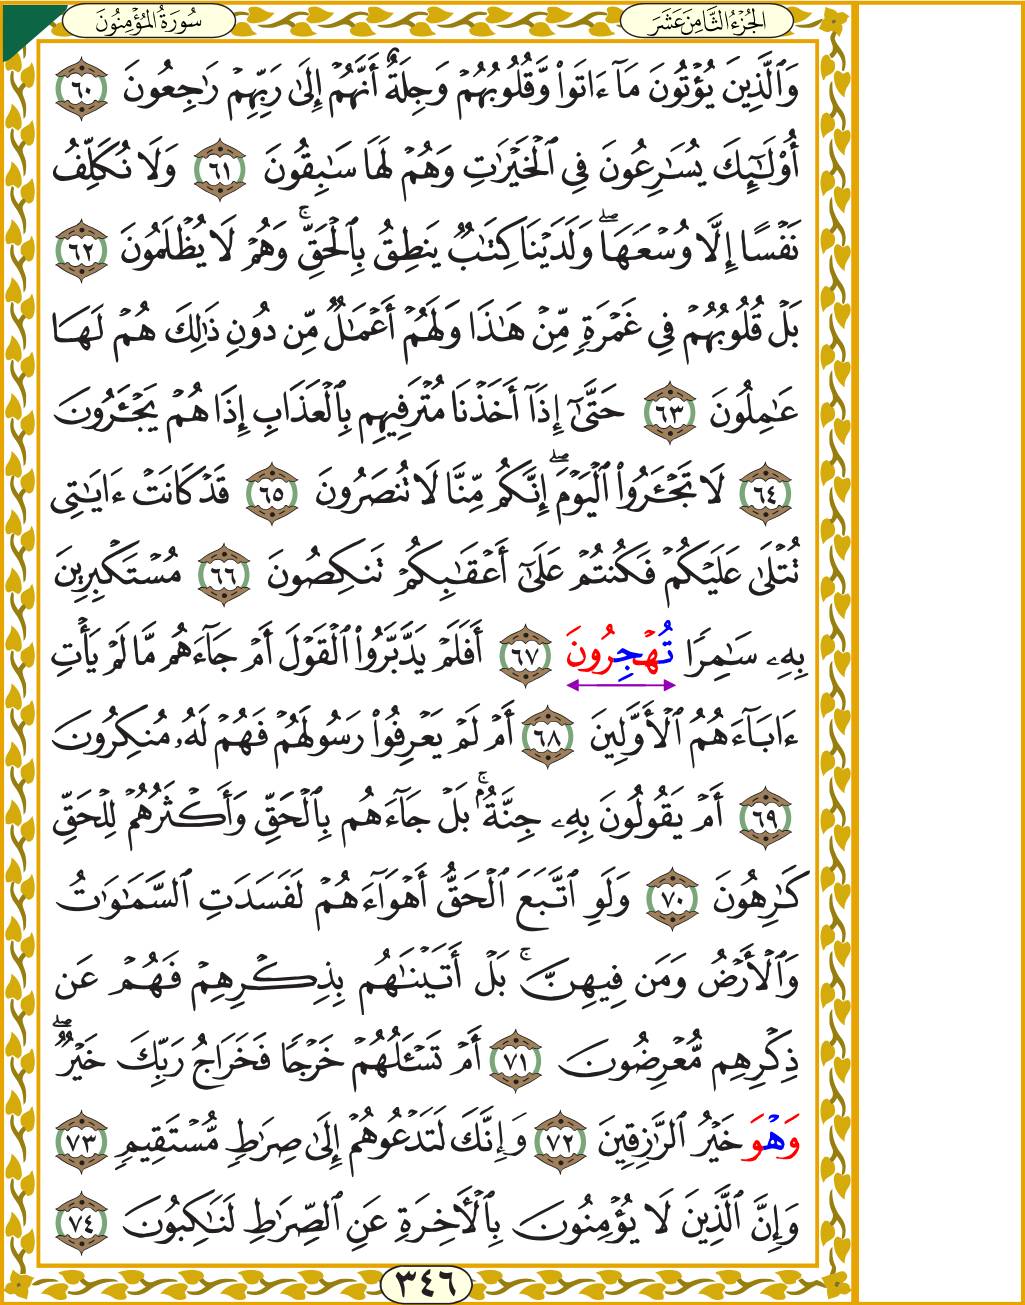 الجُزْءُ الثَّامِنَ عَشَرَ
سُورَةُ المُؤْمِنُونَ
وَٱلَّذِينَ يُؤْتُونَ مَآ ءَاتَوا۟ وَّقُلُوبُهُمْ وَجِلَةٌ أَنَّهُمْ إِلَىٰ رَبِّهِمْ رَٰجِعُونَ ٦٠
أُو۟لَـٰٓئِكَ يُسَـٰرِعُونَ فِى ٱلْخَيْرَٰتِ وَهُمْ لَهَا سَـٰبِقُونَ ٦١ وَلَا نُكَلِّفُ
نَفْسًا إِلَّا وُسْعَهَا ۖ وَلَدَيْنَا كِتَـٰبٌ يَنطِقُ بِٱلْحَقِّ ۚ وَهُمْ لَا يُظْلَمُونَ ٦٢
بَلْ قُلُوبُهُمْ فِى غَمْرَةٍ مِّنْ هَـٰذَا وَلَهُمْ أَعْمَـٰلٌ مِّن دُونِ ذَٰلِكَ هُمْ لَهَا
عَـٰمِلُونَ ٦٣ حَتَّىٰٓ إِذَآ أَخَذْنَا مُتْرَفِيهِم بِٱلْعَذَابِ إِذَا هُمْ يَجْـَٔرُونَ
٦٤ لَا تَجْـَٔرُوا۟ ٱلْيَوْمَ ۖ إِنَّكُم مِّنَّا لَا تُنصَرُونَ ٦٥ قَدْ كَانَتْ ءَايَـٰتِى
تُتْلَىٰ عَلَيْكُمْ فَكُنتُمْ عَلَىٰٓ أَعْقَـٰبِكُمْ تَنكِصُونَ ٦٦ مُسْتَكْبِرِينَ
بِهِۦ سَـٰمِرًا تُهْجِرُونَ ٦٧ أَفَلَمْ يَدَّبَّرُوا۟ ٱلْقَوْلَ أَمْ جَآءَهُم مَّا لَمْ يَأْتِ
ءَابَآءَهُمُ ٱلْأَوَّلِينَ ٦٨ أَمْ لَمْ يَعْرِفُوا۟ رَسُولَهُمْ فَهُمْ لَهُۥ مُنكِرُونَ
٦٩ أَمْ يَقُولُونَ بِهِۦ جِنَّةٌۢ ۚ بَلْ جَآءَهُم بِٱلْحَقِّ وَأَكْثَرُهُمْ لِلْحَقِّ
كَـٰرِهُونَ ٧٠ وَلَوِ ٱتَّبَعَ ٱلْحَقُّ أَهْوَآءَهُمْ لَفَسَدَتِ ٱلسَّمَـٰوَٰتُ
وَٱلْأَرْضُ وَمَن فِيهِنَّ ۚ بَلْ أَتَيْنَـٰهُم بِذِكْرِهِمْ فَهُمْ عَن
ذِكْرِهِم مُّعْرِضُونَ ٧١ أَمْ تَسْـَٔلُهُمْ خَرْجًا فَخَرَاجُ رَبِّكَ خَيْرٌ ۖ
وَهْوَ خَيْرُ ٱلرَّٰزِقِينَ ٧٢ وَإِنَّكَ لَتَدْعُوهُمْ إِلَىٰ صِرَٰطٍ مُّسْتَقِيمٍ ٧٣
وَإِنَّ ٱلَّذِينَ لَا يُؤْمِنُونَ بِٱلْـَٔاخِرَةِ عَنِ ٱلصِّرَٰطِ لَنَـٰكِبُونَ ٧٤
٣٤٦